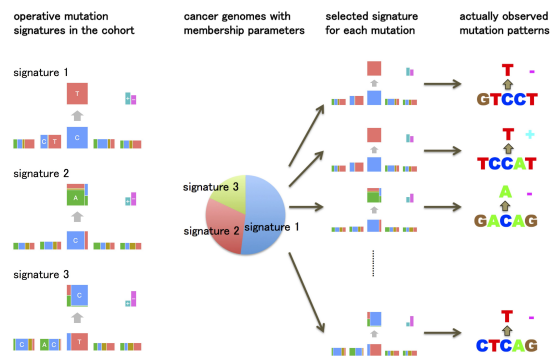 operative mutation
signatures in the cohort
cancer genomes with
membership parameters
selected signature
for each mutation
actually observed
mutation patterns
signature 1
T
+ -
C T
C
signature 2
A
+ -
C
signature 3
C
+ -
C A C
T
signature 3
signature 2
signature 1
T -
GTCCT
T +
TCCAT
A -
GACAG
T -
CTCAG